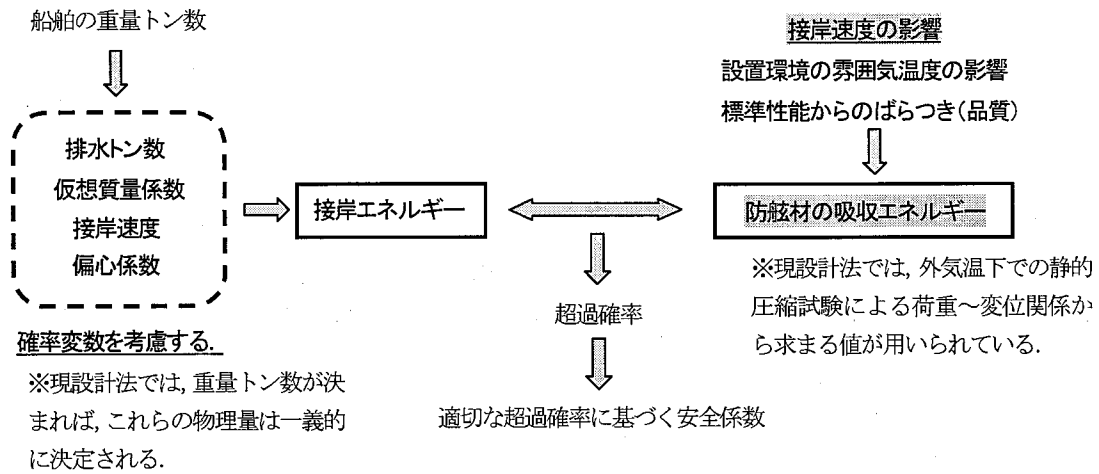 船舶の重量トン数
排水トン数
仮想質量係数
接岸速度
偏心係数
確率変数を考慮する.
※現設計法では, 重量トン数が決
まれば, これらの物理量は一義的
に決定される.
接岸エネルギー
超過確率
適切な超過確率に基づく安全係数
接岸速度の影響
設置環境の雰囲気温度の影響
標準性能からのばらつき(品質)
防舷材の吸収エネルギー
※現設計法では, 外気温下での静的
圧縮試験による荷重～変位関係か
ら求まる値が用いられている.